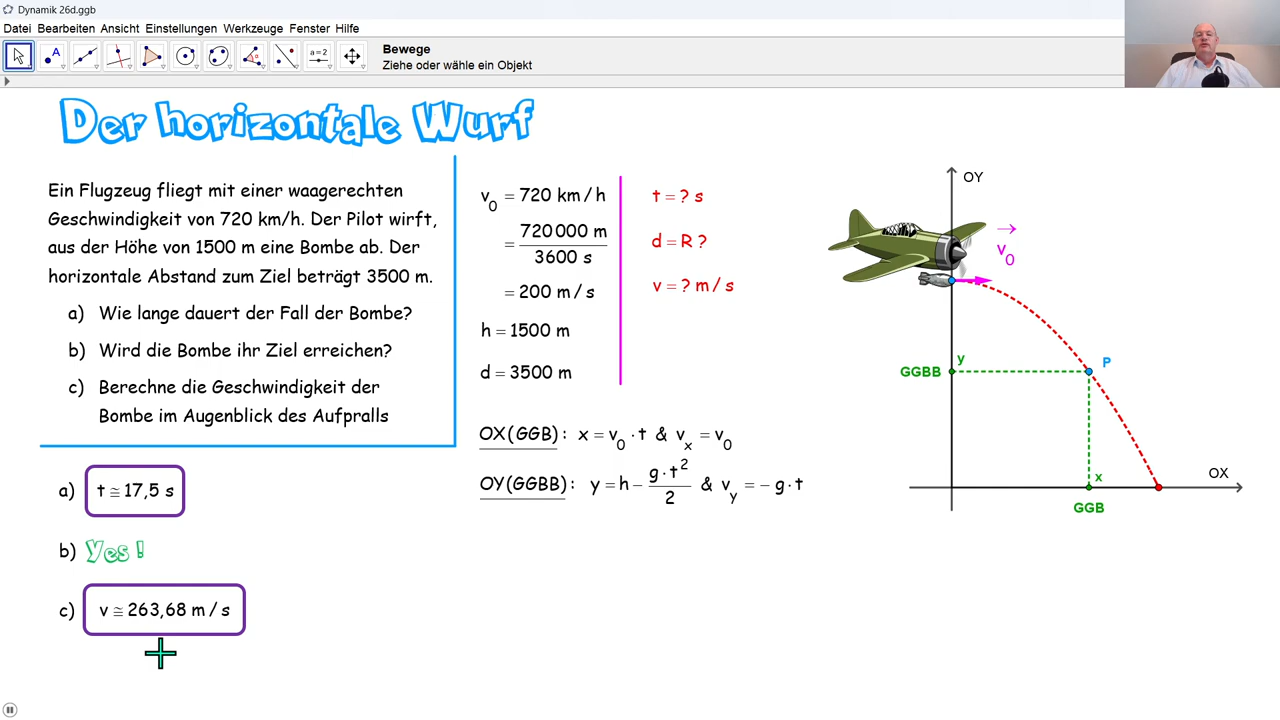 Dynamik 26d.ggb
Datei Bearbeiten Ansicht Einstellungen Werkzeuge Fenster Hilfe
A
a=2
Bewege
Ziehe oder wähle ein Objekt
Der horizontale Wurf
Ein Flugzeug fliegt mit einer waagerechten
Geschwindigkeit von 720 km/h. Der Pilot wirft,
aus der Höhe von 1500 m eine Bombe ab. Der
horizontale Abstand zum Ziel beträgt 3500 m.
a) Wie lange dauert der Fall der Bombe?
b) Wird die Bombe ihr Ziel erreichen?
c) Berechne die Geschwindigkeit der
Bombe im Augenblick des Aufpralls
a) t ≅ 17,5 s
b) Yes !
c) v ≅ 263,68 m / s
v₀ = 720 km / h
= 720 000 m / 3600 s
= 200 m / s
h = 1500 m
d = 3500 m
t = ? s
d = R ?
v = ? m / s
OX(GGB) : x = v₀ · t & vₓ = v₀
OY(GGBB) : y = h − g · t² / 2 & v_y = − g · t
OY
v₀
y
GGBB
P
x
OX
GGB